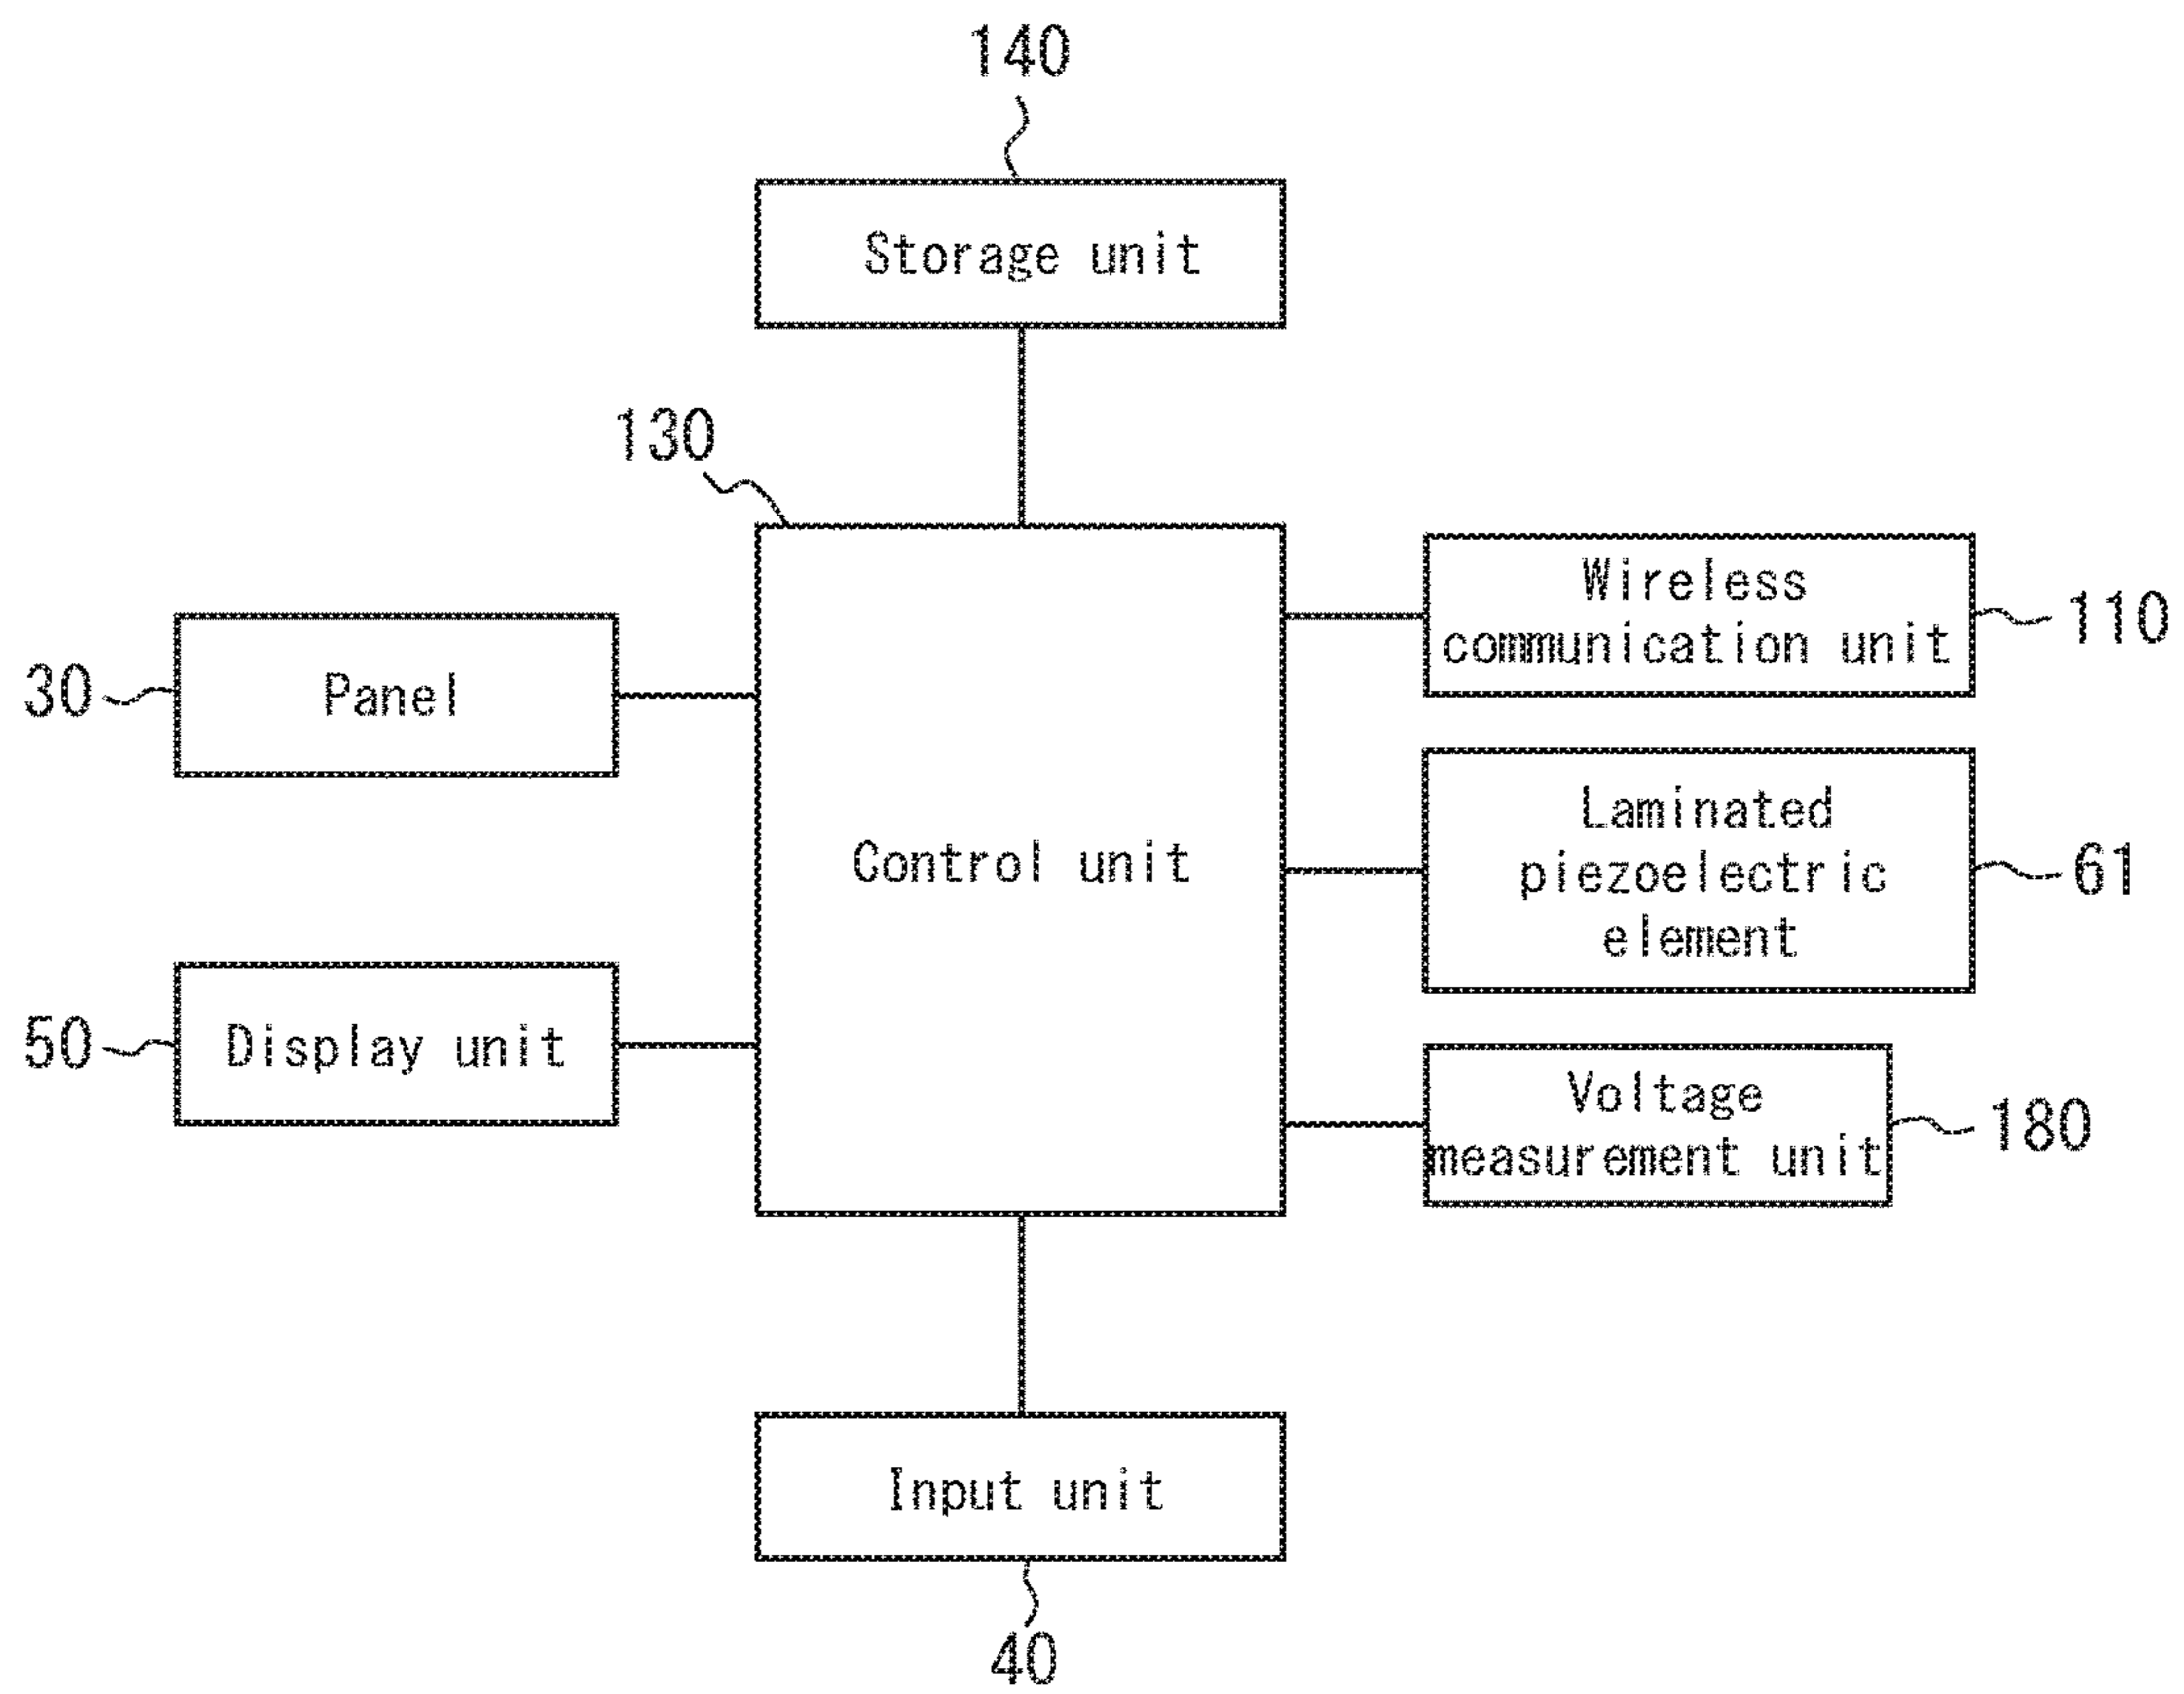 140
Storage unit
130
Wireless
communication unit
110
30
Panel
Laminated
piezoelectric
element
61
Control unit
50
Display unit
Voltage
measurement unit
180
Input unit
40